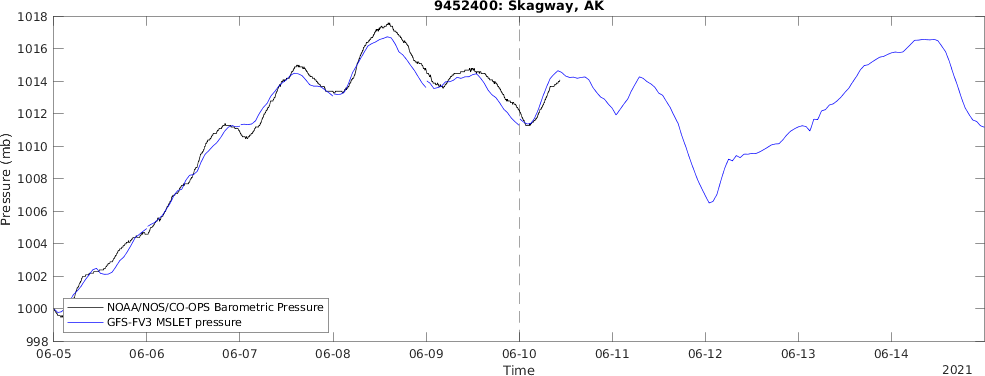 9452400: Skagway, AK
1018
1016
1014
1012
1010
1008
1006
1004
1002
1000
998
Pressure (mb)
NOAA/NOS/CO-OPS Barometric Pressure
GFS-FV3 MSLET pressure
06-05 06-06 06-07 06-08 06-09 06-10 06-11 06-12 06-13 06-14
Time
2021